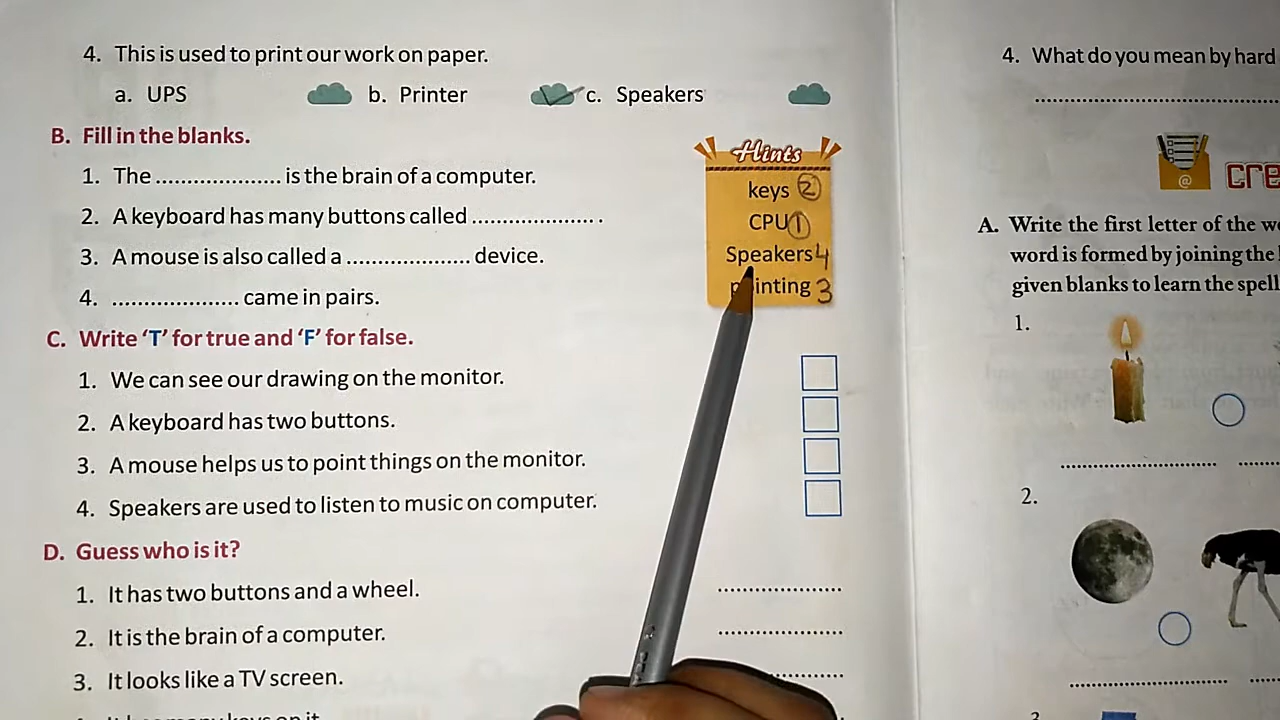 4. This is used to print our work on paper.
a. UPS b. Printer c. Speakers
B. Fill in the blanks.
1. The .................... is the brain of a computer.
2. A keyboard has many buttons called .................... .
3. A mouse is also called a .................... device.
4. .................... came in pairs.
Hints
keys 2
CPU 1
Speakers 4
p inting 3
C. Write ‘T’ for true and ‘F’ for false.
1. We can see our drawing on the monitor.
2. A keyboard has two buttons.
3. A mouse helps us to point things on the monitor.
4. Speakers are used to listen to music on computer.
D. Guess who is it?
1. It has two buttons and a wheel. ....................
2. It is the brain of a computer. ....................
3. It looks like a TV screen. ....................
4. What do you mean by hard
@
CRE
A. Write the first letter of the w
word is formed by joining the
given blanks to learn the spell
1.
2.